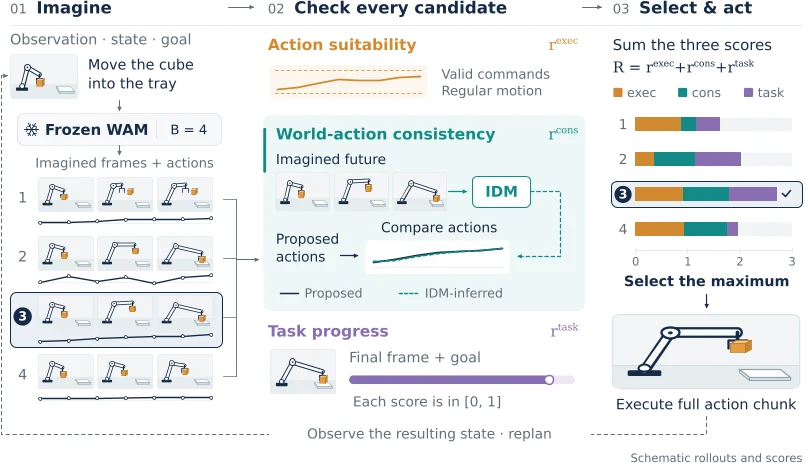 01 Imagine
Observation · state · goal
Move the cube
into the tray
Frozen WAM B = 4
Imagined frames + actions
1
2
3
4
02 Check every candidate
Action suitability r^exec
Valid commands
Regular motion
World-action consistency r^cons
Imagined future
IDM
Compare actions
Proposed
actions
Proposed IDM-inferred
Task progress r^task
Final frame + goal
Each score is in [0, 1]
03 Select & act
Sum the three scores
R = r^exec+r^cons+r^task
exec cons task
1
2
3
4
0 1 2 3
Select the maximum
Execute full action chunk
Observe the resulting state · replan
Schematic rollouts and scores